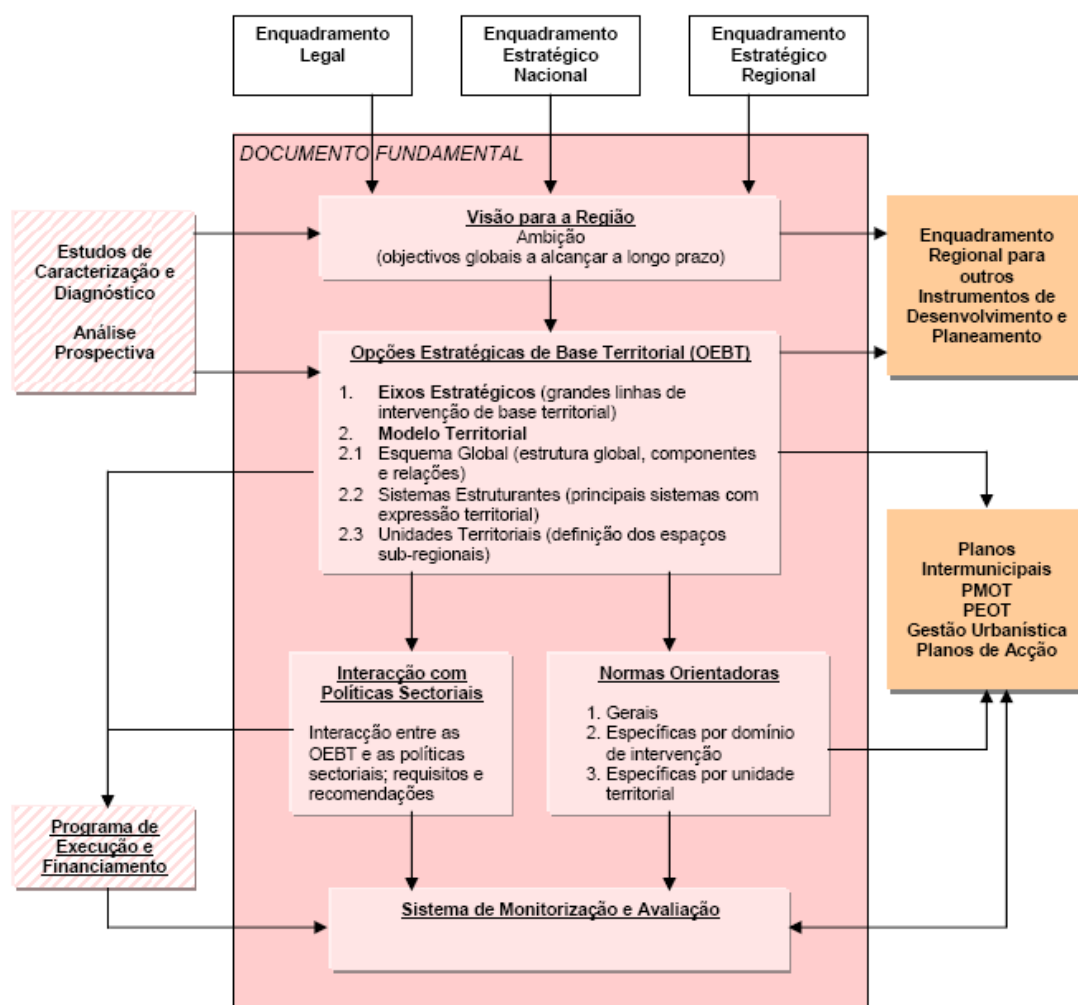 Enquadramento
Legal
Enquadramento
Estratégico
Nacional
Enquadramento
Estratégico
Regional
DOCUMENTO FUNDAMENTAL
Visão para a Região
Ambição
(objectivos globais a alcançar a longo prazo)
Estudos de
Caracterização e
Diagnóstico
Análise
Prospectiva
Enquadramento
Regional para
outros
Instrumentos de
Desenvolvimento e
Planeamento
Opções Estratégicas de Base Territorial (OEBT)
1. Eixos Estratégicos (grandes linhas de
intervenção de base territorial)
2. Modelo Territorial
2.1 Esquema Global (estrutura global, componentes
e relações)
2.2 Sistemas Estruturantes (principais sistemas com
expressão territorial)
2.3 Unidades Territoriais (definição dos espaços
sub-regionais)
Planos
Intermunicipais
PMOT
PEOT
Gestão Urbanística
Planos de Acção
Interacção com
Políticas Sectoriais
Interacção entre as
OEBT e as políticas
sectoriais; requisitos e
recomendações
Normas Orientadoras
1. Gerais
2. Específicas por domínio
de intervenção
3. Específicas por unidade
territorial
Programa de
Execução e
Financiamento
Sistema de Monitorização e Avaliação